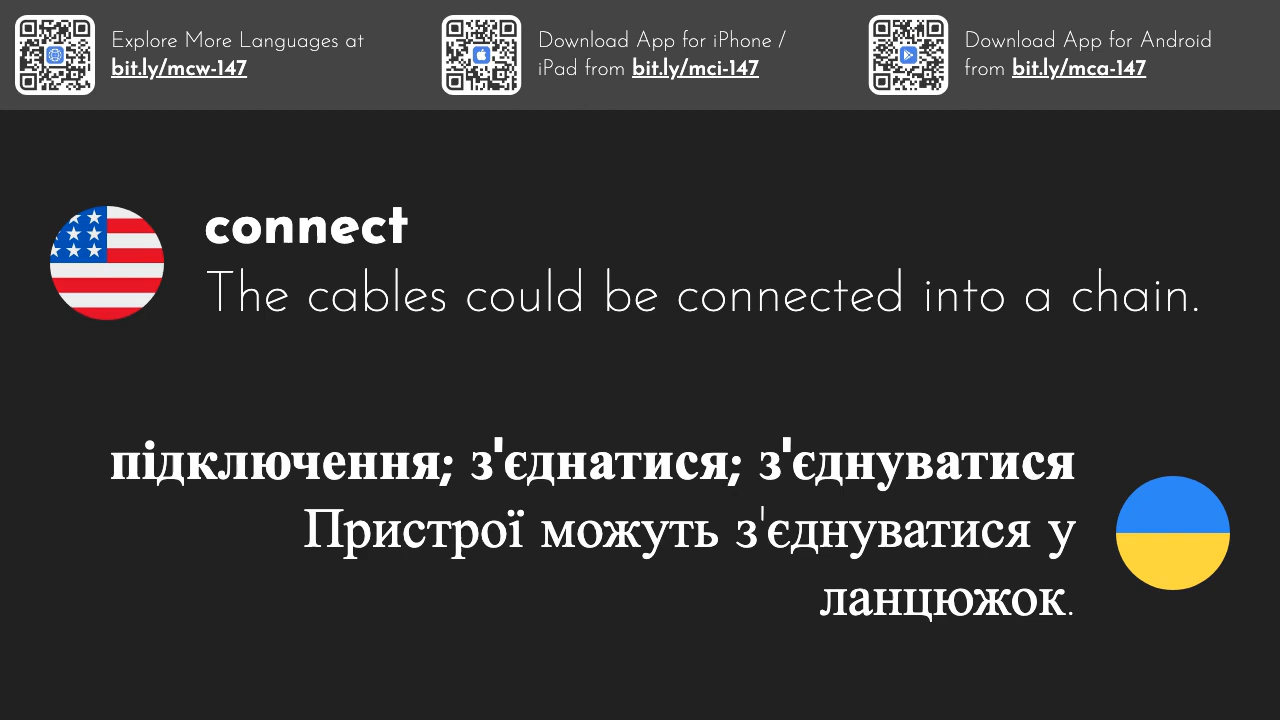 Explore More Languages at
bit.ly/mcw-147
Download App for iPhone /
iPad from bit.ly/mci-147
Download App for Android
from bit.ly/mca-147
connect
The cables could be connected into a chain.
підключення; з'єднатися; з'єднуватися
Пристрої можуть з'єднуватися у
ланцюжок.